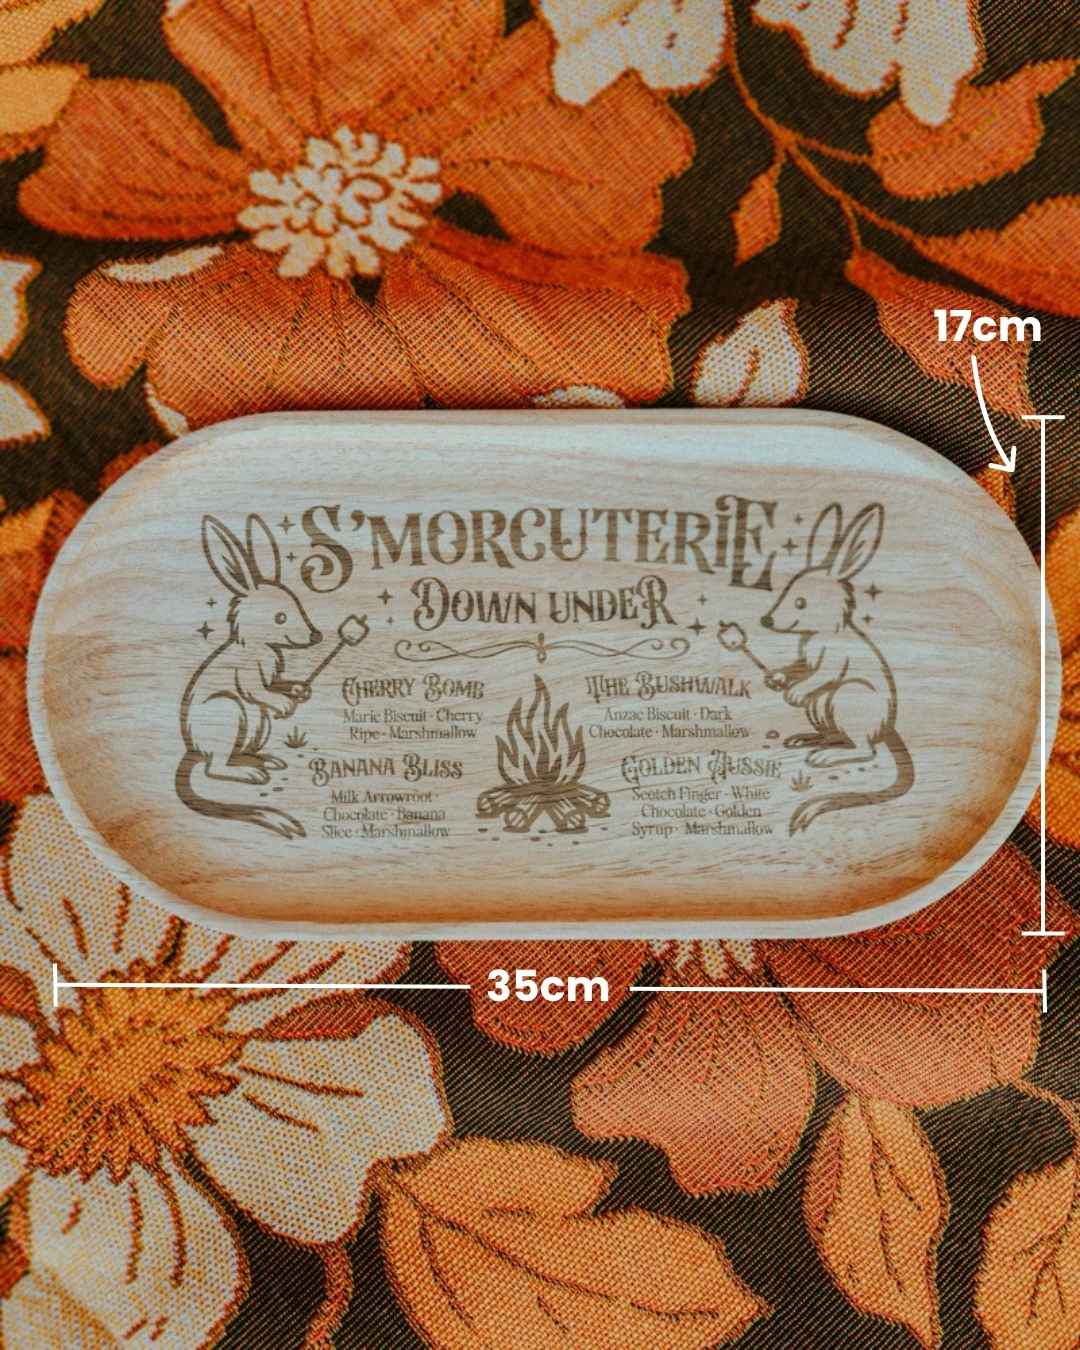 17cm
S'MORCUTERIE
DOWN UNDER
CHERRY BOMB
Marie Biscuit · Cherry
Ripe · Marshmallow
THE BUSHWALK
Anzac Biscuit · Dark
Chocolate · Marshmallow
BANANA BLISS
Milk Arrowroot ·
Chocolate · Banana
Slice · Marshmallow
GOLDEN AUSSIE
Scotch Finger · White
Chocolate · Golden
Syrup · Marshmallow
35cm